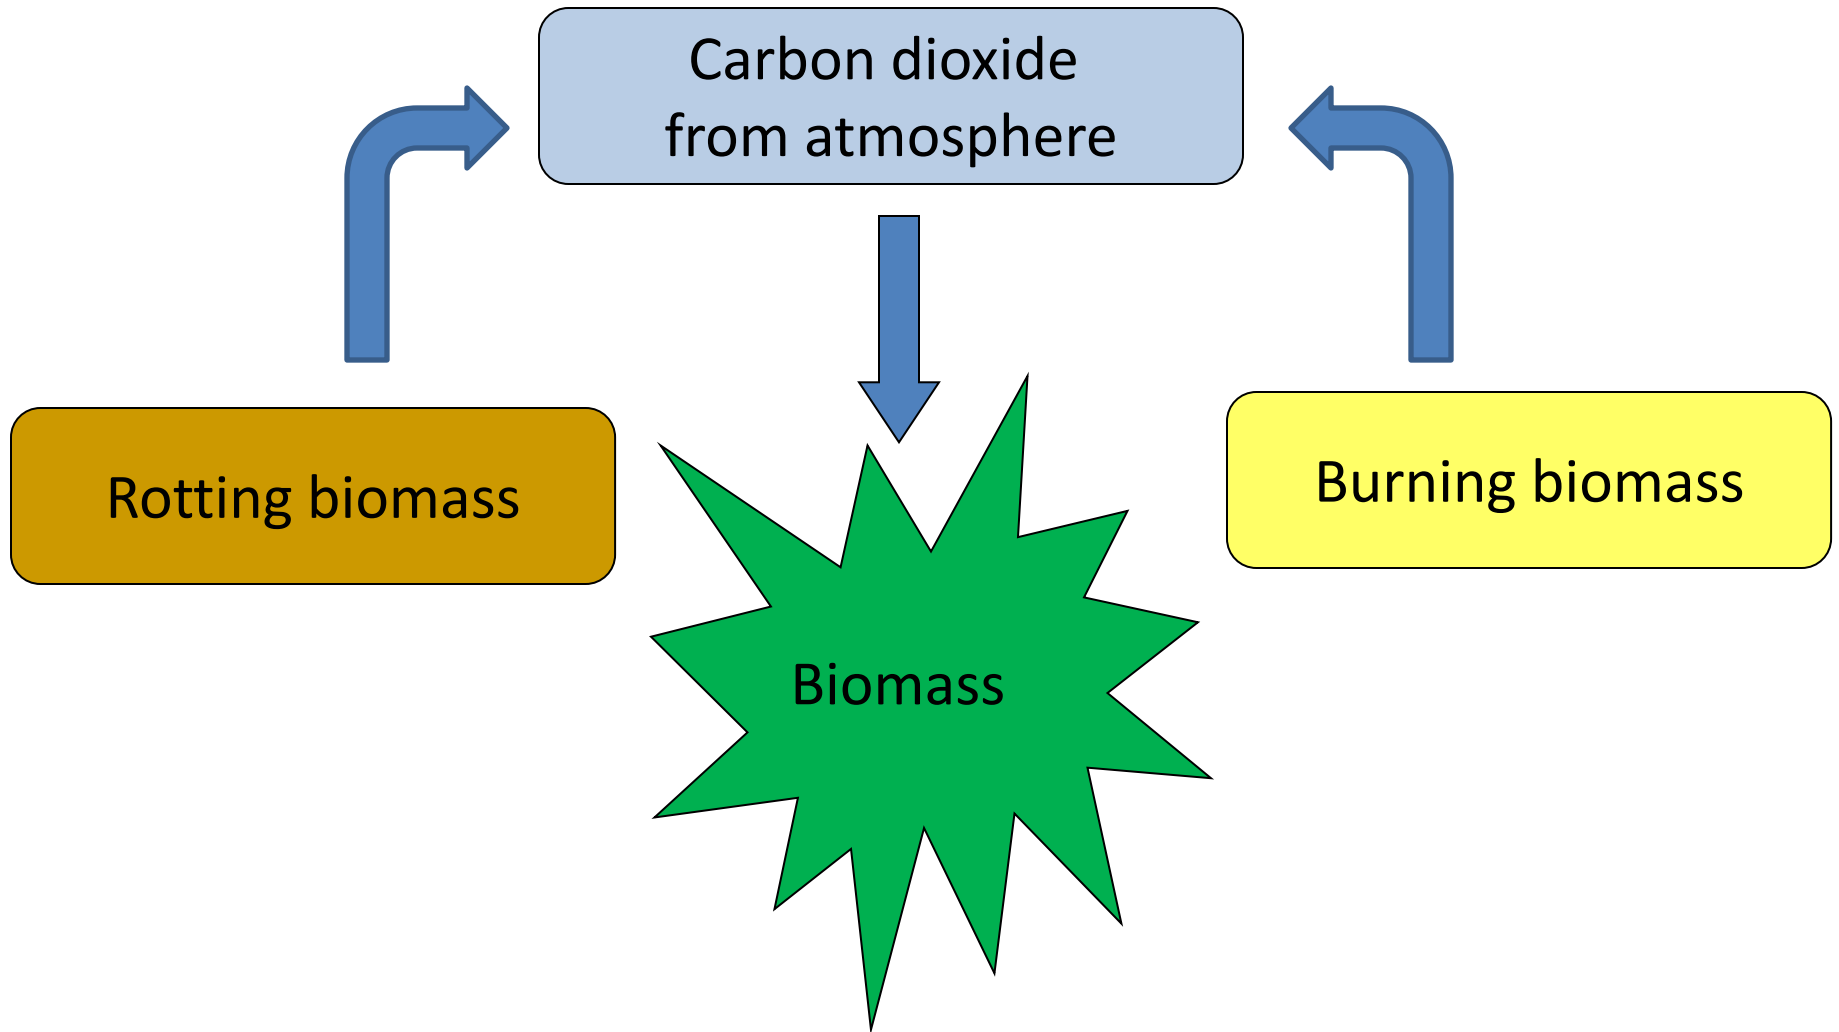 Carbon dioxide
from atmosphere
Rotting biomass
Burning biomass
Biomass